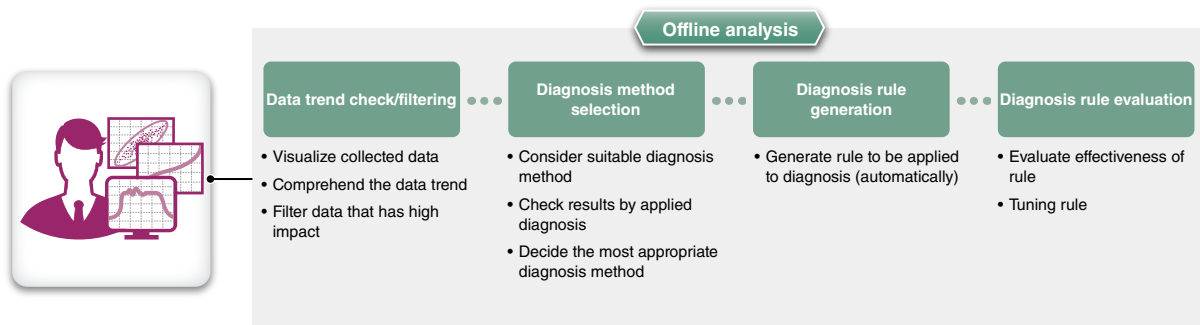 Offline analysis
Data trend check/filtering
• Visualize collected data
• Comprehend the data trend
• Filter data that has high
impact
Diagnosis method
selection
• Consider suitable diagnosis
method
• Check results by applied
diagnosis
• Decide the most appropriate
diagnosis method
Diagnosis rule
generation
• Generate rule to be applied
to diagnosis (automatically)
Diagnosis rule evaluation
• Evaluate effectiveness of
rule
• Tuning rule